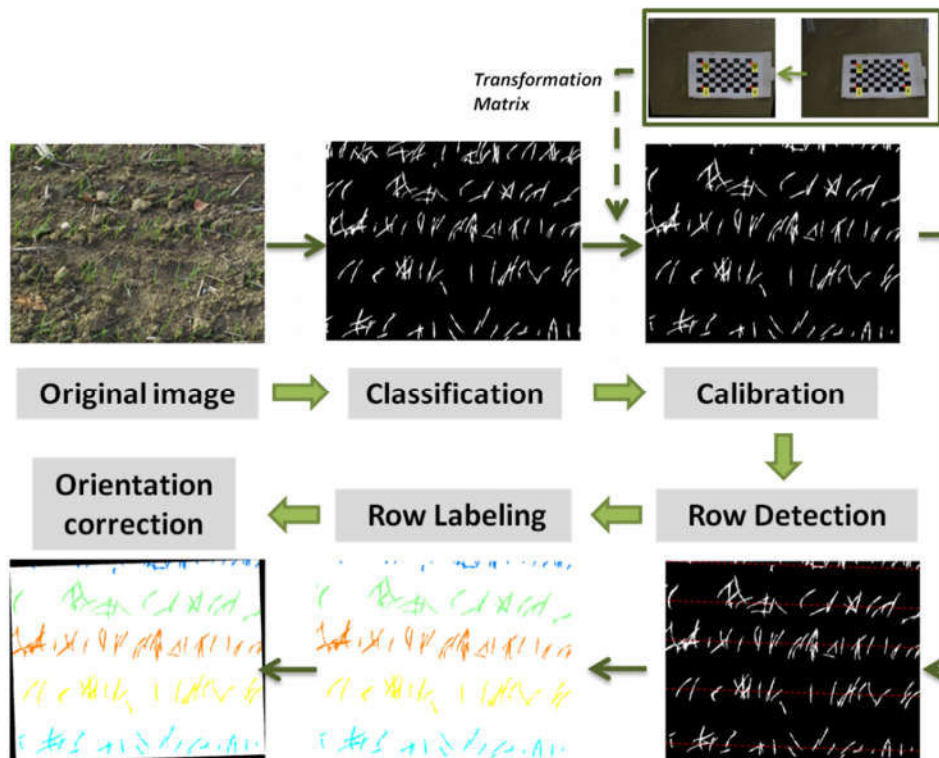 Transformation
Matrix
Original image
Classification
Calibration
Orientation
correction
Row Labeling
Row Detection